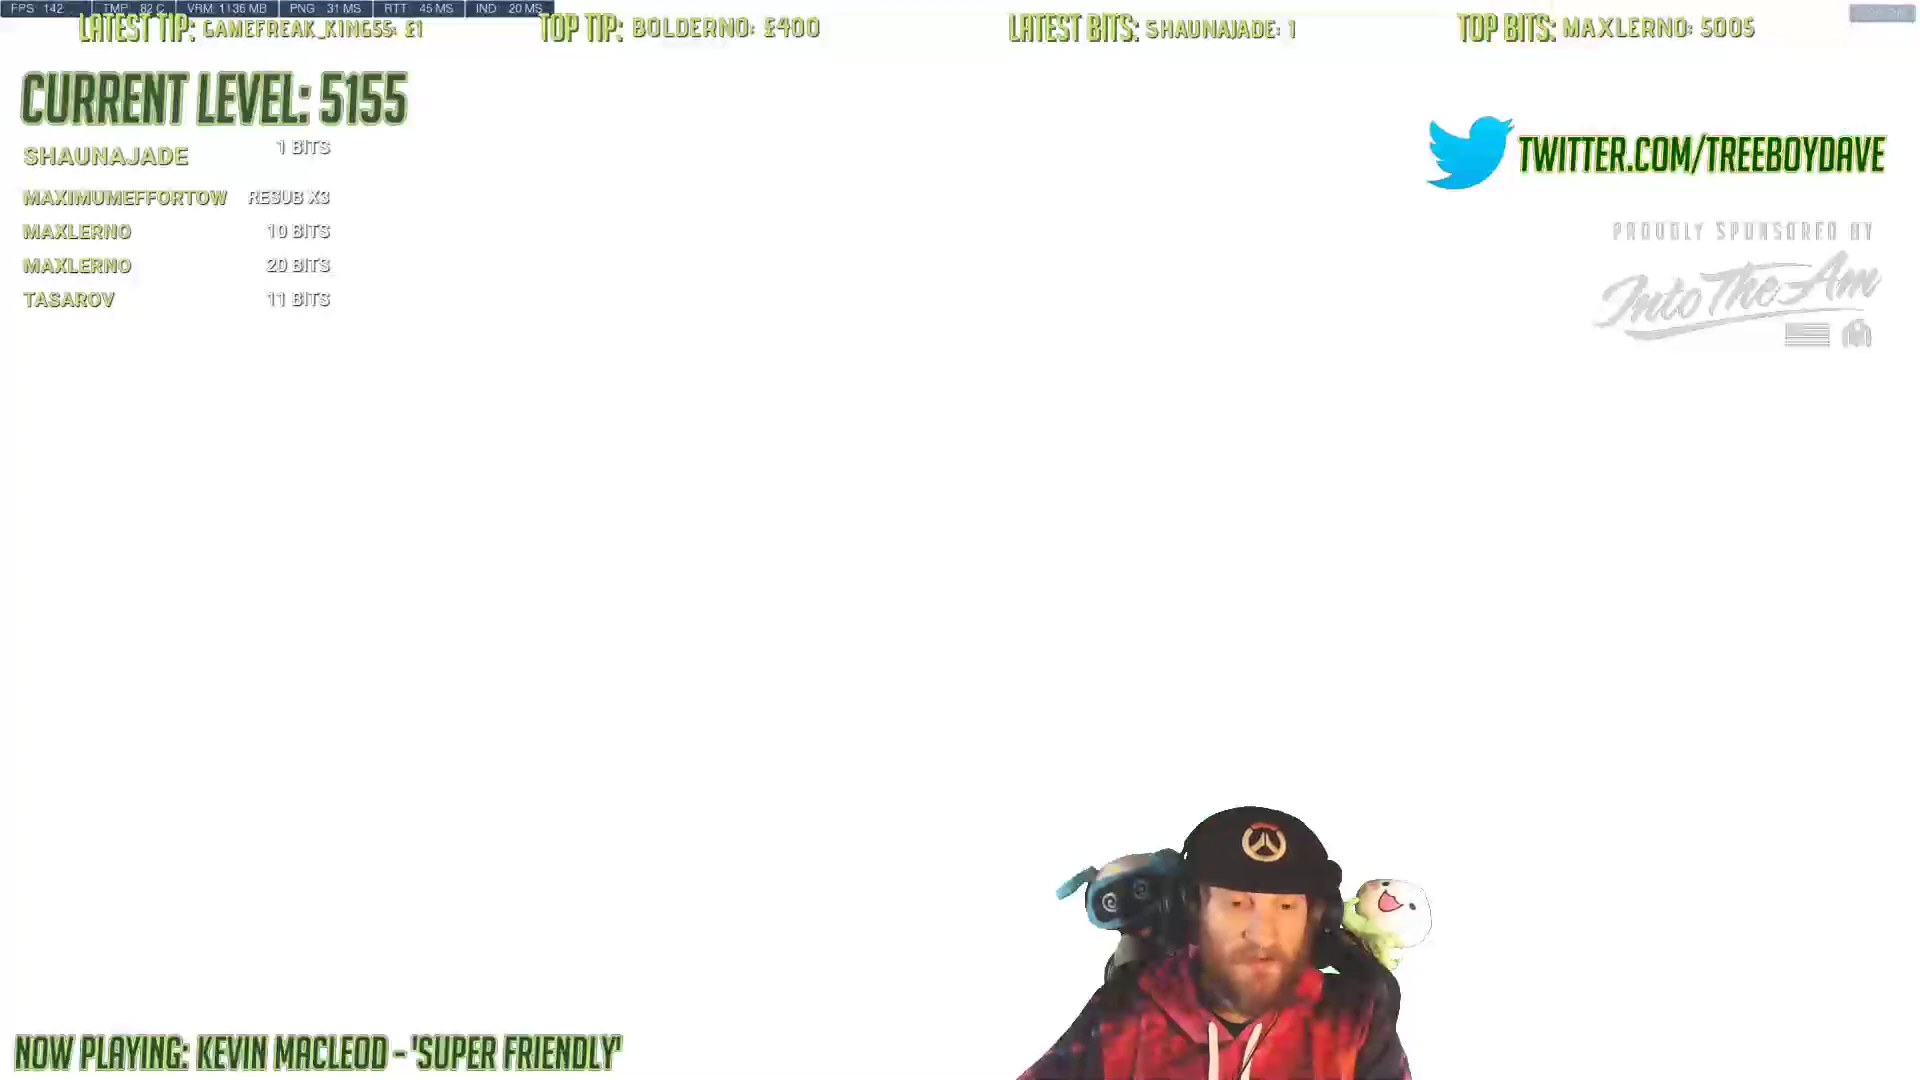 FPS 142 TMP 82 C VRM: 1136 MB PNG 31 MS RTT 45 MS IND 20 MS
LATEST TIP: GAMEFREAK_KING55: £1 TOP TIP: BOLDERNO: £400 LATEST BITS: SHAUNAJADE: 1 TOP BITS: MAXLERNO: 5005
CURRENT LEVEL: 5155
SHAUNAJADE 1 BITS
MAXIMUMEFFORTOW RESUB X3
MAXLERNO 10 BITS
MAXLERNO 20 BITS
TASAROV 11 BITS
TWITTER.COM/TREEBOYDAVE
PROUDLY SPONSORED BY
Into The Am
NOW PLAYING: KEVIN MACLEOD - 'SUPER FRIENDLY'